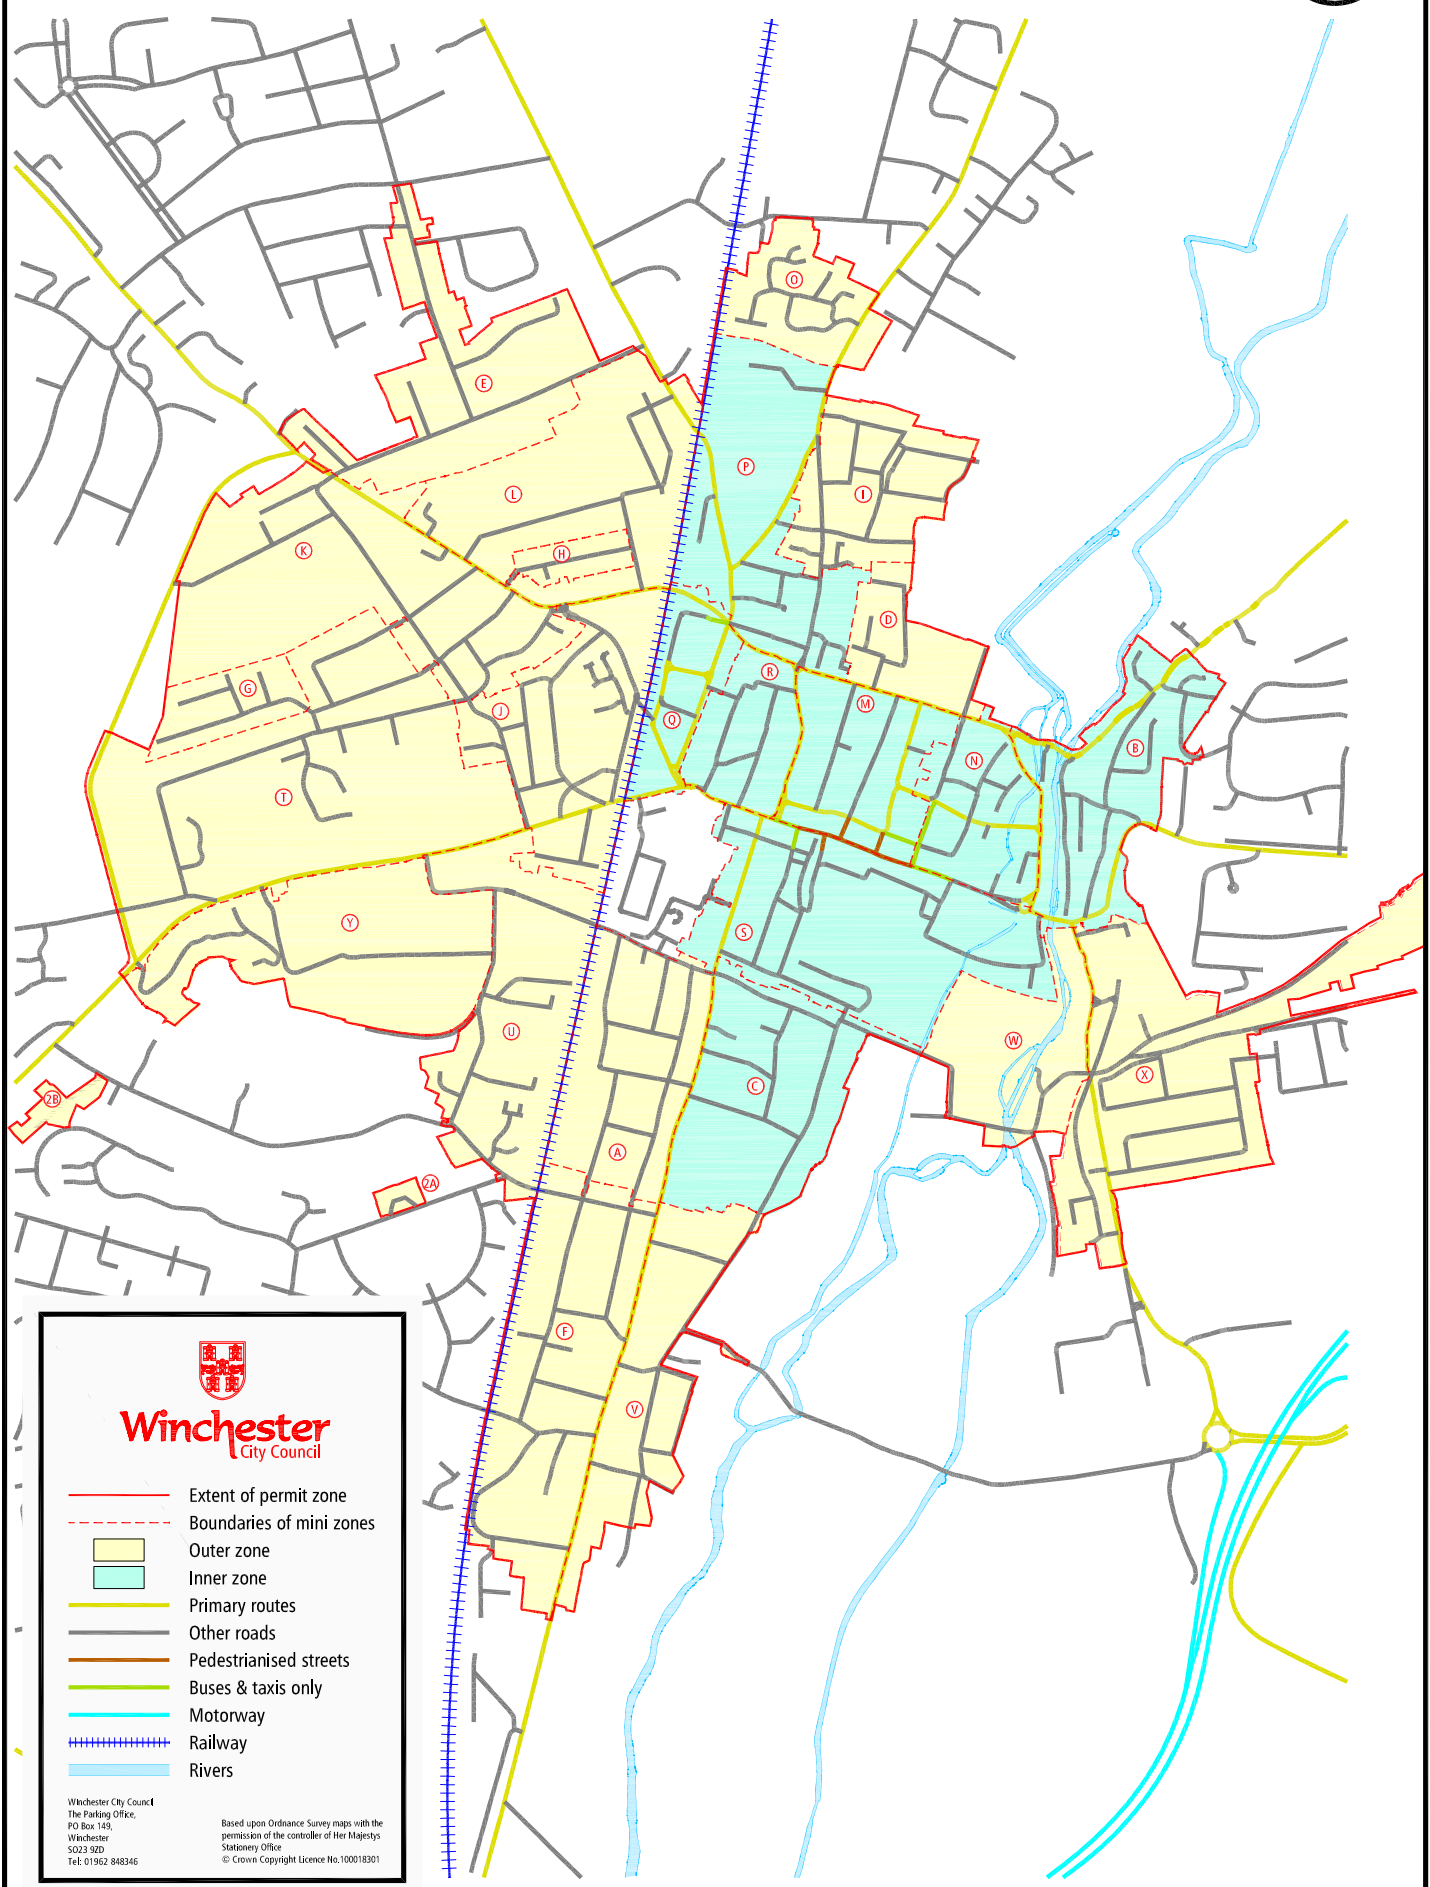 O
E
P
L
I
K
H
D
R
G
M
J
Q
B
N
T
Y
S
U
W
X
C
2B
A
2A
F
V
Winchester
City Council
Extent of permit zone
Boundaries of mini zones
Outer zone
Inner zone
Primary routes
Other roads
Pedestrianised streets
Buses & taxis only
Motorway
Railway
Rivers
Winchester City Council
The Parking Office,
PO Box 149,
Winchester
SO23 9ZD
Tel: 01962 848346
Based upon Ordnance Survey maps with the
permission of the controller of Her Majestys
Stationery Office
© Crown Copyright Licence No.100018301